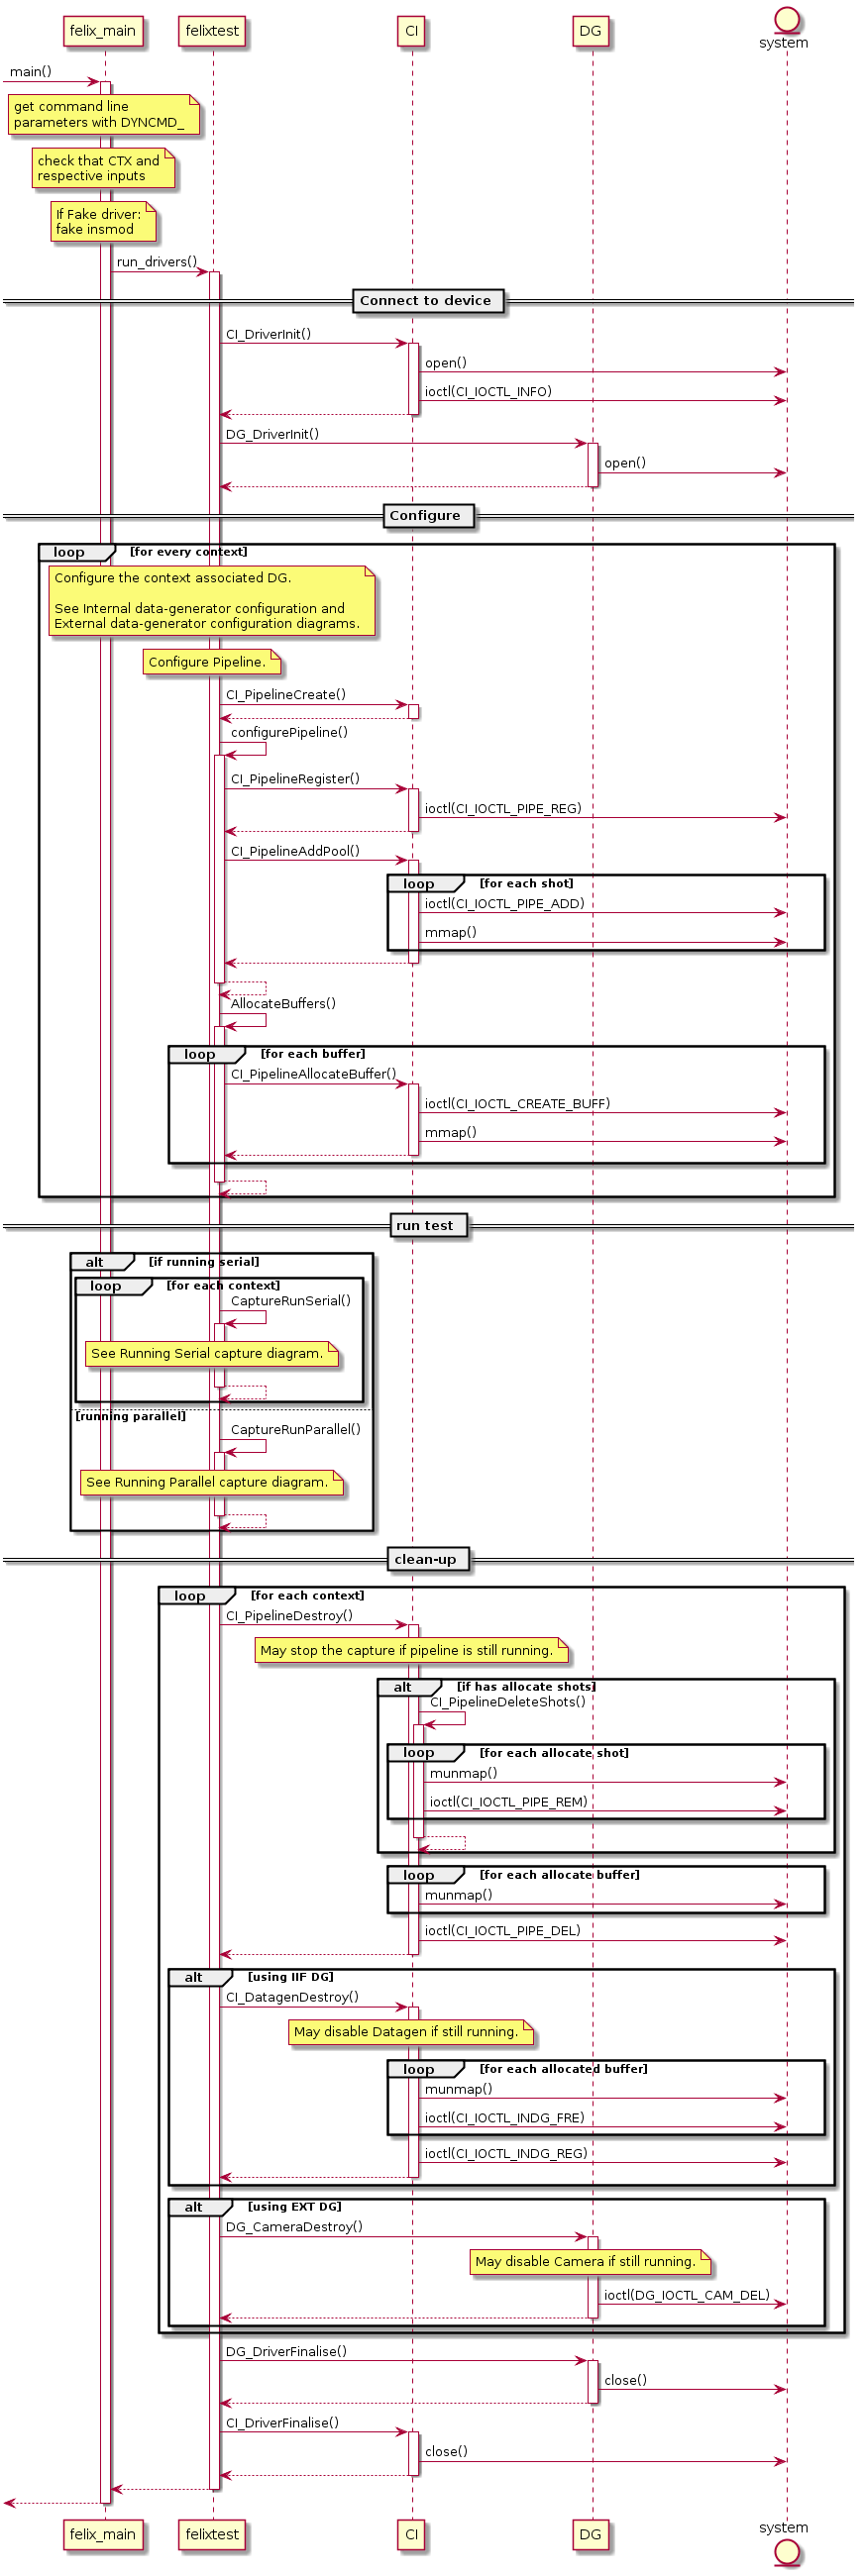 felix_main
felixtest
CI
DG
system
main()
get command line
parameters with DYNCMD_
check that CTX and
respective inputs
If Fake driver:
fake insmod
run_drivers()
Connect to device
CI_DriverInit()
open()
ioctl(CI_IOCTL_INFO)
DG_DriverInit()
open()
Configure
loop [for every context]
Configure the context associated DG.
See Internal data-generator configuration and
External data-generator configuration diagrams.
Configure Pipeline.
CI_PipelineCreate()
configurePipeline()
CI_PipelineRegister()
ioctl(CI_IOCTL_PIPE_REG)
CI_PipelineAddPool()
loop [for each shot]
ioctl(CI_IOCTL_PIPE_ADD)
mmap()
AllocateBuffers()
loop [for each buffer]
CI_PipelineAllocateBuffer()
ioctl(CI_IOCTL_CREATE_BUFF)
mmap()
run test
alt [if running serial]
loop [for each context]
CaptureRunSerial()
See Running Serial capture diagram.
[running parallel]
CaptureRunParallel()
See Running Parallel capture diagram.
clean-up
loop [for each context]
CI_PipelineDestroy()
May stop the capture if pipeline is still running.
alt [if has allocate shots]
CI_PipelineDeleteShots()
loop [for each allocate shot]
munmap()
ioctl(CI_IOCTL_PIPE_REM)
loop [for each allocate buffer]
munmap()
ioctl(CI_IOCTL_PIPE_DEL)
alt [using IIF DG]
CI_DatagenDestroy()
May disable Datagen if still running.
loop [for each allocated buffer]
munmap()
ioctl(CI_IOCTL_INDG_FRE)
ioctl(CI_IOCTL_INDG_REG)
alt [using EXT DG]
DG_CameraDestroy()
May disable Camera if still running.
ioctl(DG_IOCTL_CAM_DEL)
DG_DriverFinalise()
close()
CI_DriverFinalise()
close()
felix_main
felixtest
CI
DG
system